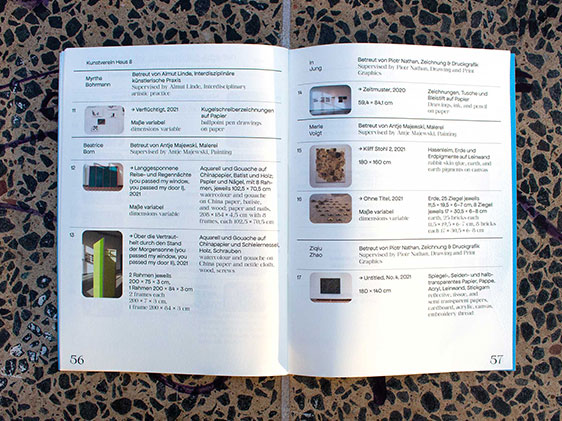 Kunstverein Haus 8
Myrthe
Bohrmann
Betreut von Almut Linde, Interdisziplinäre
künstlerische Praxis
Supervised by Almut Linde, Interdisziplinary
artistic practice
11
→ Verflüchtigt, 2021
Maße variabel
dimensions variable
Kugelschreiberzeichnungen
auf Papier
ballpoint pen drawings
on paper
Beatrice
Born
Betreut von Antje Majewski, Malerei
Supervised by Antje Majewski, Painting
12
→ Langgesponnene
Reise- und Regennächte
(you passed my window,
you passed my door I),
2021
Maße variabel
dimensions variable
Aquarell und Gouache auf
Chinapapier, Batist und Holz;
Papier und Nägel, mit 8 Rah-
men, jeweils 102,5 × 70,5 cm
watercolour and gouache
on China paper, batiste,
and wood; paper and nails,
208 × 184 × 4,5 cm with 8
frames, each 102,5 × 70,5 cm
13
→ Über die Vertraut-
heit durch den Stand
der Morgensonne (you
passed my window, you
passed my door II), 2021
2 Rahmen jeweils
200 × 75 × 3 cm,
1 Rahmen 200 × 84 × 3 cm
2 frames each
200 × 7 × 3 cm,
1 frame 200 × 84 × 3 cm
Aquarell und Gouache auf
Chinapapier und Schleiernessel,
Holz, Schrauben
watercolour and gouache on
China paper and nettle cloth,
wood, screws
56
In
Jung
Betreut von Piotr Nathan, Zeichnung & Druckgrafik
Supervised by Piotr Nathan, Drawing and Print
Graphics
14
→ Zeitmuster, 2020
59,4 × 84,1 cm
Zeichnungen, Tusche und
Bleistift auf Papier
Drawings, ink, and pencil
on paper
Merle
Voigt
Betreut von Antje Majewski, Malerei
Supervised by Antje Majewski, Painting
15
→ Kliff Stohl 2, 2021
180 × 160 cm
Hasenleim, Erde und
Erdpigmente auf Leinwand
rabbit skin glue, earth, and
earth pigments on canvas
16
→ Ohne Titel, 2021
Maße variabel
dimensions variable
Erde, 25 Ziegel jeweils
11,5 × 19,5 × 6–7 cm, 8 Ziegel
jeweils 17 × 30,5 × 6–8 cm
earth, 25 bricks each
11,5 × 19,5 × 6–7 cm, 8 bricks
each 17 × 30,5 × 6–8 cm
Ziqiu
Zhao
Betreut von Piotr Nathan, Zeichnung & Druckgrafik
Supervised by Piotr Nathan, Drawing and Print
Graphics
17
→ Untitled, No.4, 2021
180 × 140 cm
Spiegel-, Seiden- und halb-
transparentes Papier, Pappe,
Acryl, Leinwand, Stickgarn
reflective, tissue, and
semi-transparent papers,
cardboard, acrylic, canvas,
embroidery thread
57